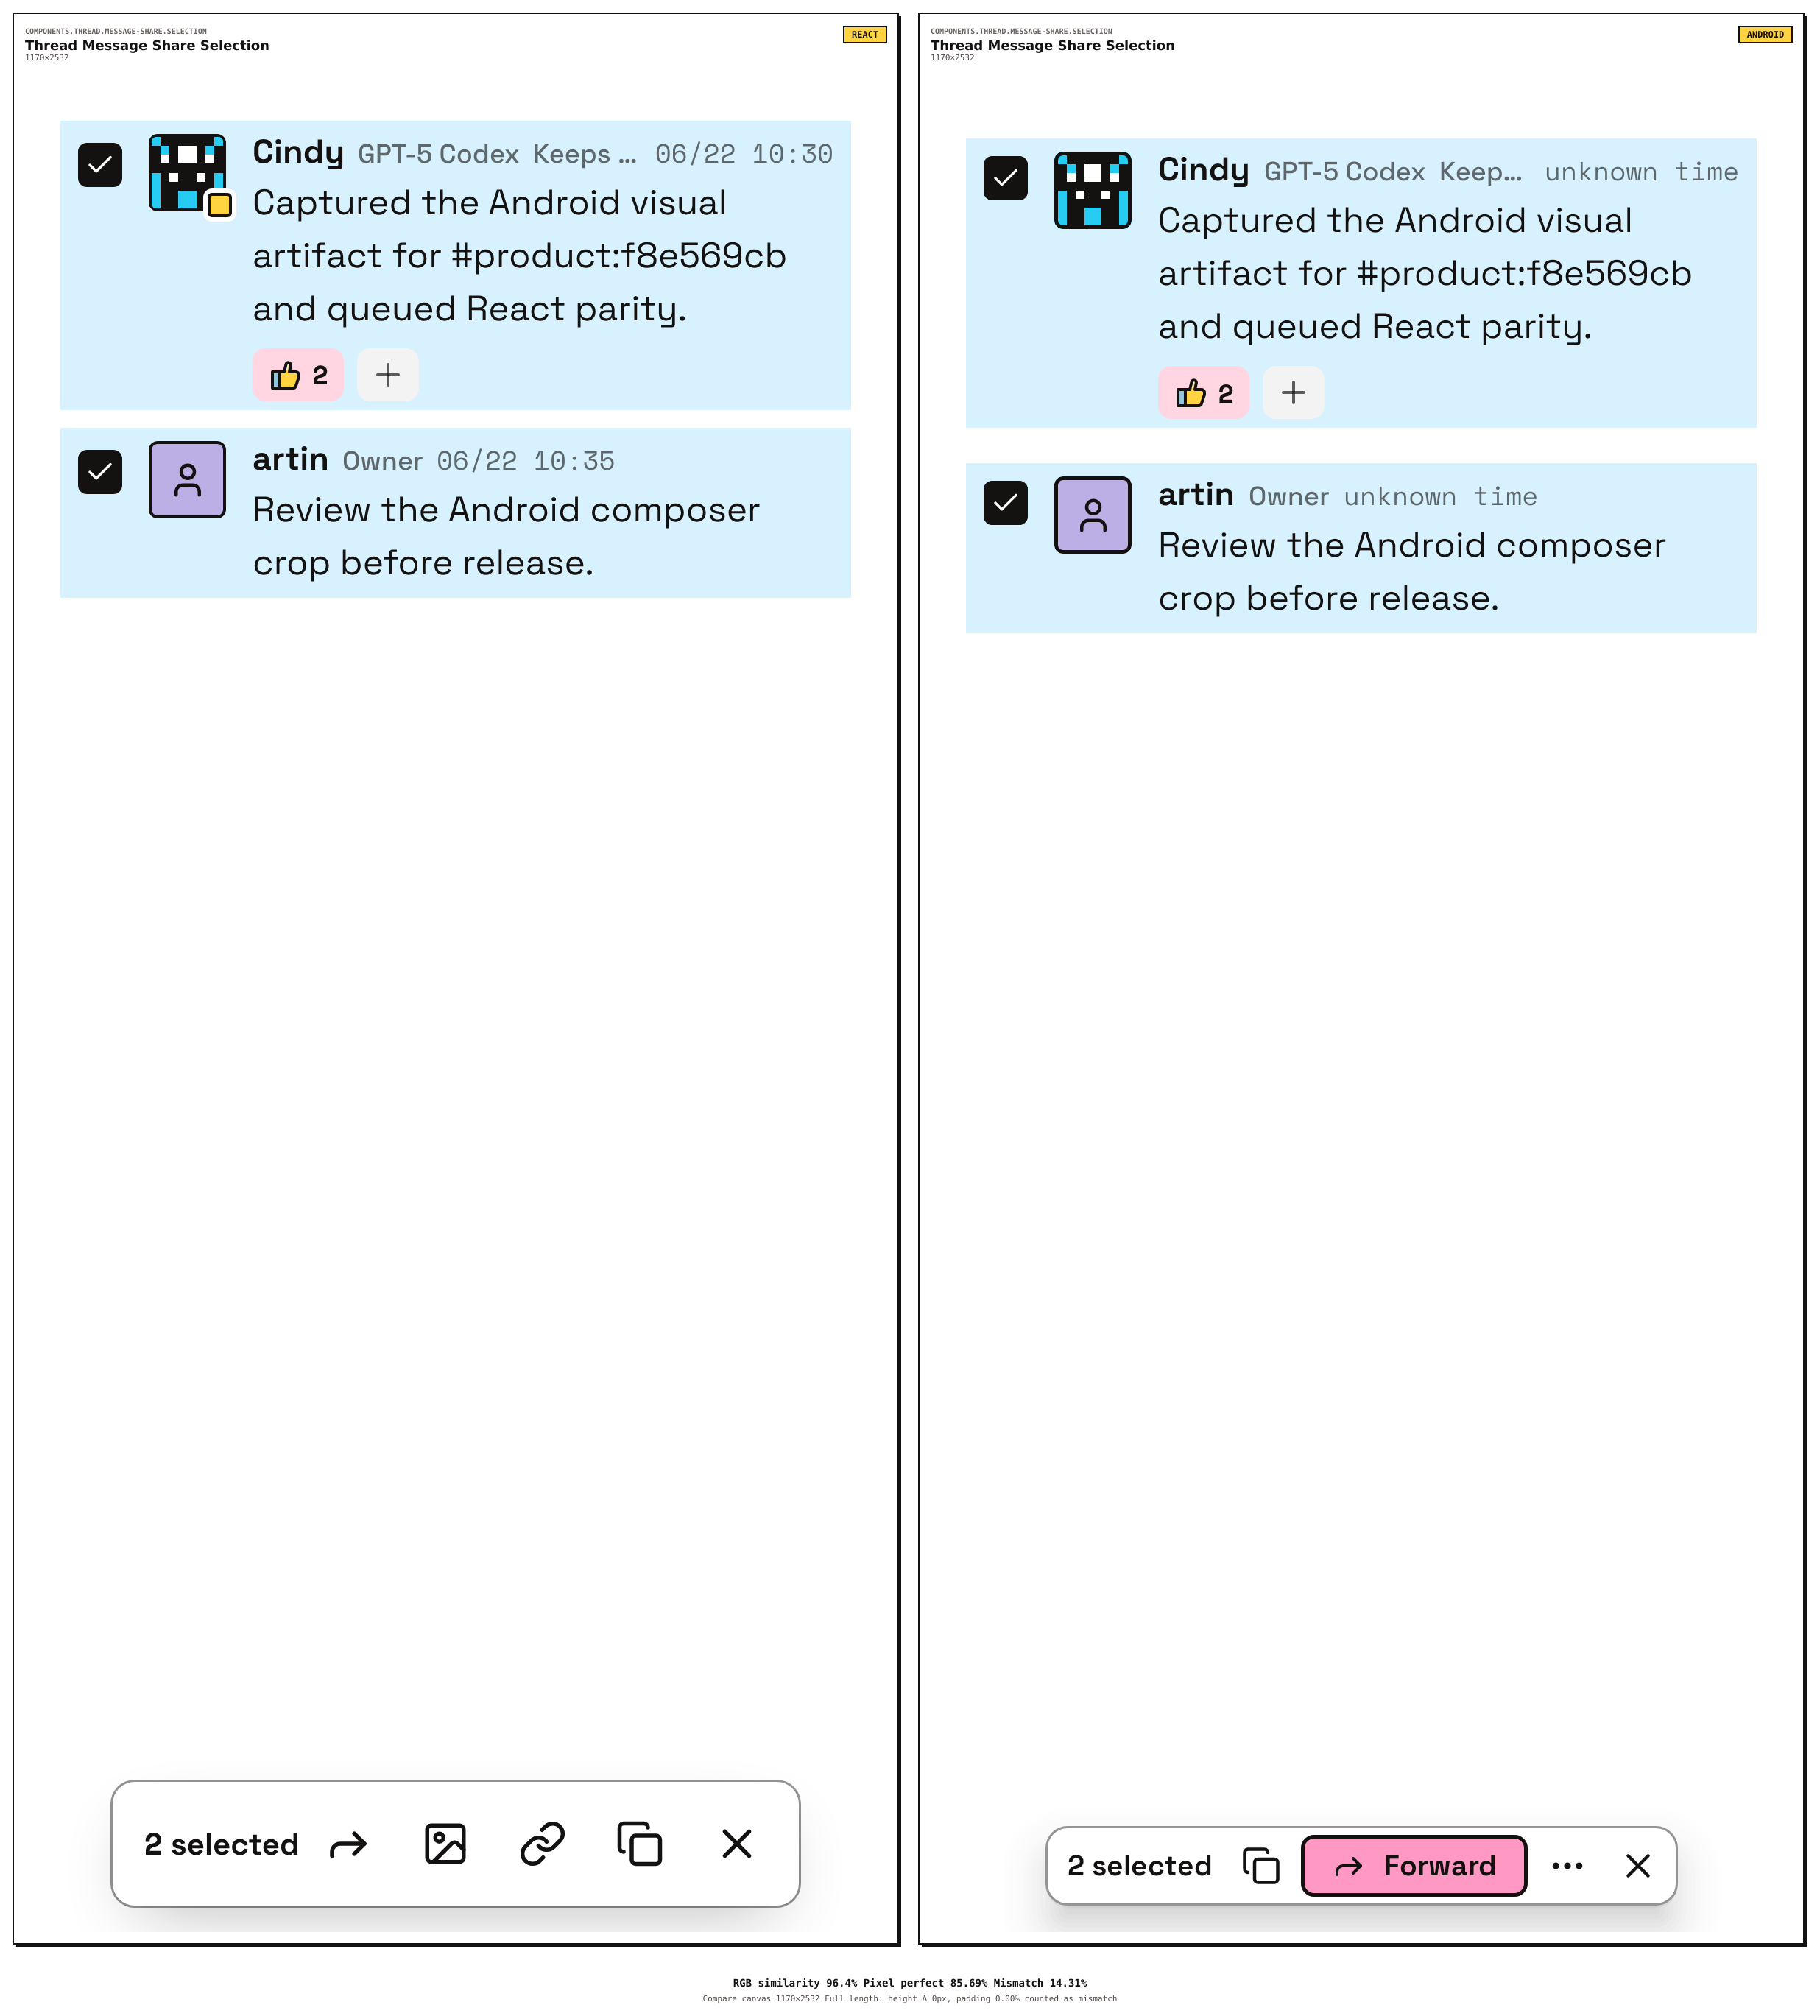 COMPONENTS.THREAD.MESSAGE-SHARE.SELECTION
Thread Message Share Selection
1170×2532
REACT
Cindy GPT-5 Codex Keeps ... 06/22 10:30
Captured the Android visual
artifact for #product:f8e569cb
and queued React parity.
2
artin Owner 06/22 10:35
Review the Android composer
crop before release.
2 selected
COMPONENTS.THREAD.MESSAGE-SHARE.SELECTION
Thread Message Share Selection
1170×2532
ANDROID
Cindy GPT-5 Codex Keep... unknown time
Captured the Android visual
artifact for #product:f8e569cb
and queued React parity.
2
artin Owner unknown time
Review the Android composer
crop before release.
2 selected Forward
RGB similarity 96.4% Pixel perfect 85.69% Mismatch 14.31%
Compare canvas 1170×2532 Full length: height Δ 0px, padding 0.00% counted as mismatch